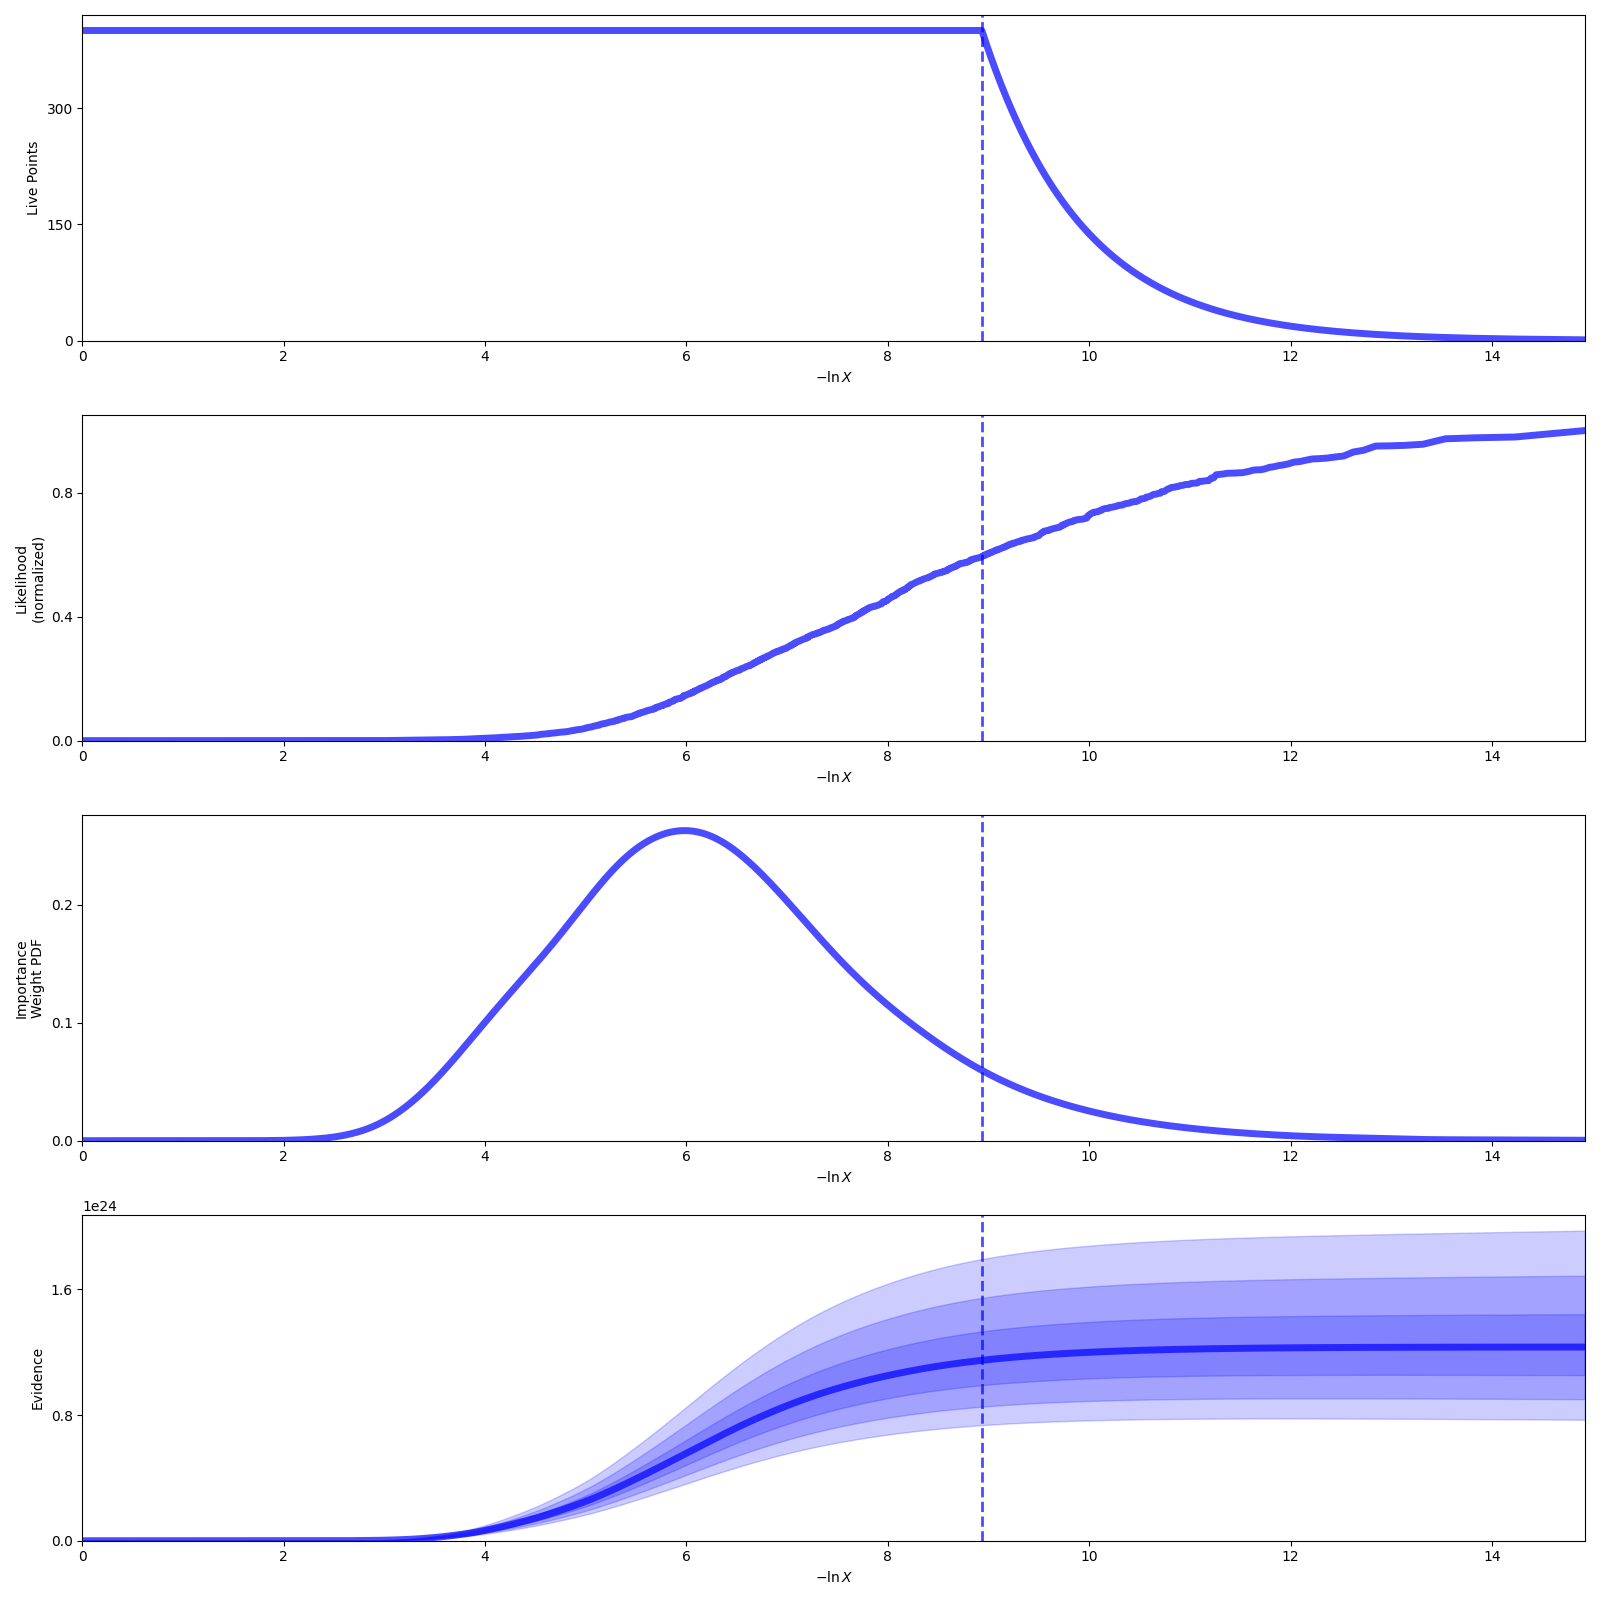 300
150
0
Live Points
0 2 4 6 8 10 12 14
−ln X
0.8
0.4
0.0
Likelihood
(normalized)
0 2 4 6 8 10 12 14
−ln X
0.2
0.1
0.0
Importance
Weight PDF
0 2 4 6 8 10 12 14
−ln X
1e24
1.6
0.8
0.0
Evidence
0 2 4 6 8 10 12 14
−ln X